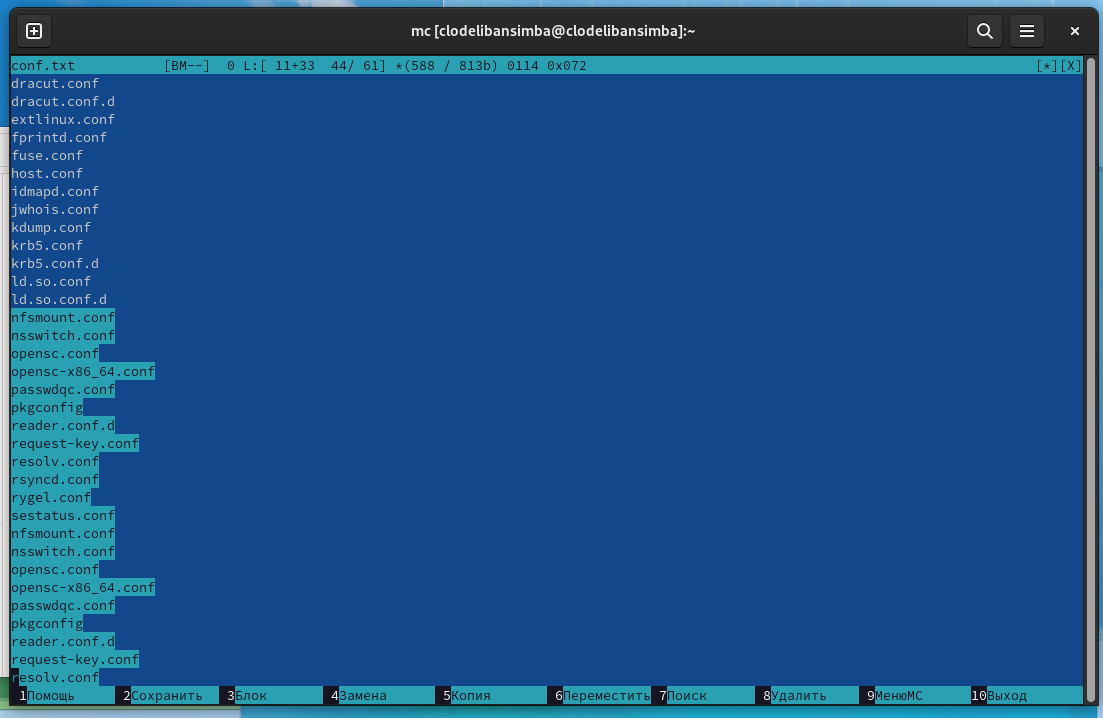 mc [clodelibansimba@clodelibansimba]:~
conf.txt [BM--] 0 L:[ 11+33 44/ 61] *(588 / 813b) 0114 0x072 [*][X]
dracut.conf
dracut.conf.d
extlinux.conf
fprintd.conf
fuse.conf
host.conf
idmapd.conf
jwhois.conf
kdump.conf
krb5.conf
krb5.conf.d
ld.so.conf
ld.so.conf.d
nfsmount.conf
nsswitch.conf
opensc.conf
opensc-x86_64.conf
passwdqc.conf
pkgconfig
reader.conf.d
request-key.conf
resolv.conf
rsyncd.conf
rygel.conf
sestatus.conf
nfsmount.conf
nsswitch.conf
opensc.conf
opensc-x86_64.conf
passwdqc.conf
pkgconfig
reader.conf.d
request-key.conf
resolv.conf
1Помощь 2Сохранить 3Блок 4Замена 5Копия 6Переместить 7Поиск 8Удалить 9МенюМС 10Выход